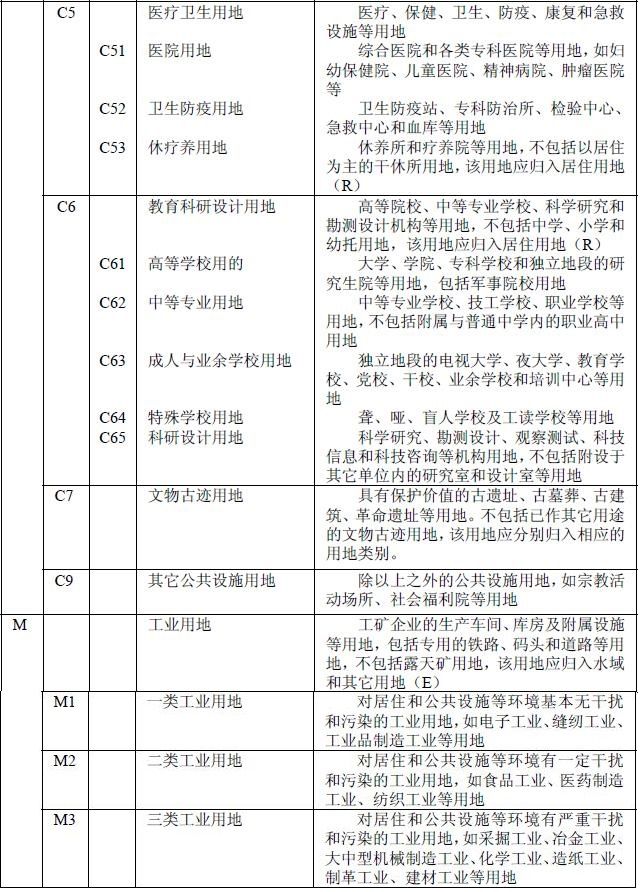 C5 医疗卫生用地 医疗、保健、卫生、防疫、康复和急救
设施等用地
C51 医院用地 综合医院和各类专科医院等用地,如妇
幼保健院、儿童医院、精神病院、肿瘤医院
等
C52 卫生防疫用地 卫生防疫站、专科防治所、检验中心、
急救中心和血库等用地
C53 休疗养用地 休养所和疗养院等用地,不包括以居住
为主的干休所用地,该用地应归入居住用地
(R)
C6 教育科研设计用地 高等院校、中等专业学校、科学研究和
勘测设计机构等用地,不包括中学、小学和
幼托用地,该用地应归入居住用地(R)
C61 高等学校用的 大学、学院、专科学校和独立地段的研
究生院等用地,包括军事院校用地
C62 中等专业用地 中等专业学校、技工学校、职业学校等
用地,不包括附属与普通中学内的职业高中
用地
C63 成人与业余学校用地 独立地段的电视大学、夜大学、教育学
校、党校、干校、业余学校和培训中心等用
地
C64 特殊学校用地 聋、哑、盲人学校及工读学校等用地
C65 科研设计用地 科学研究、勘测设计、观察测试、科技
信息和科技咨询等机构用地,不包括附设于
其它单位内的研究室和设计室等用地
C7 文物古迹用地 具有保护价值的古遗址、古墓葬、古建
筑、革命遗址等用地。不包括已作其它用途
的文物古迹用地,该用地应分别归入相应的
用地类别。
C9 其它公共设施用地 除以上之外的公共设施用地,如宗教活
动场所、社会福利院等用地
M 工业用地 工矿企业的生产车间、库房及附属设施
等用地,包括专用的铁路、码头和道路等用
地,不包括露天矿用地,该用地应归入水域
和其它用地(E)
M1 一类工业用地 对居住和公共设施等环境基本无干扰
和污染的工业用地,如电子工业、缝纫工业、
工业品制造工业等用地
M2 二类工业用地 对居住和公共设施等环境有一定干扰
和污染的工业用地,如食品工业、医药制造
工业、纺织工业等用地
M3 三类工业用地 对居住和公共设施等环境有严重干扰
和污染的工业用地,如采掘工业、冶金工业、
大中型机械制造工业、化学工业、造纸工业、
制革工业、建材工业等用地